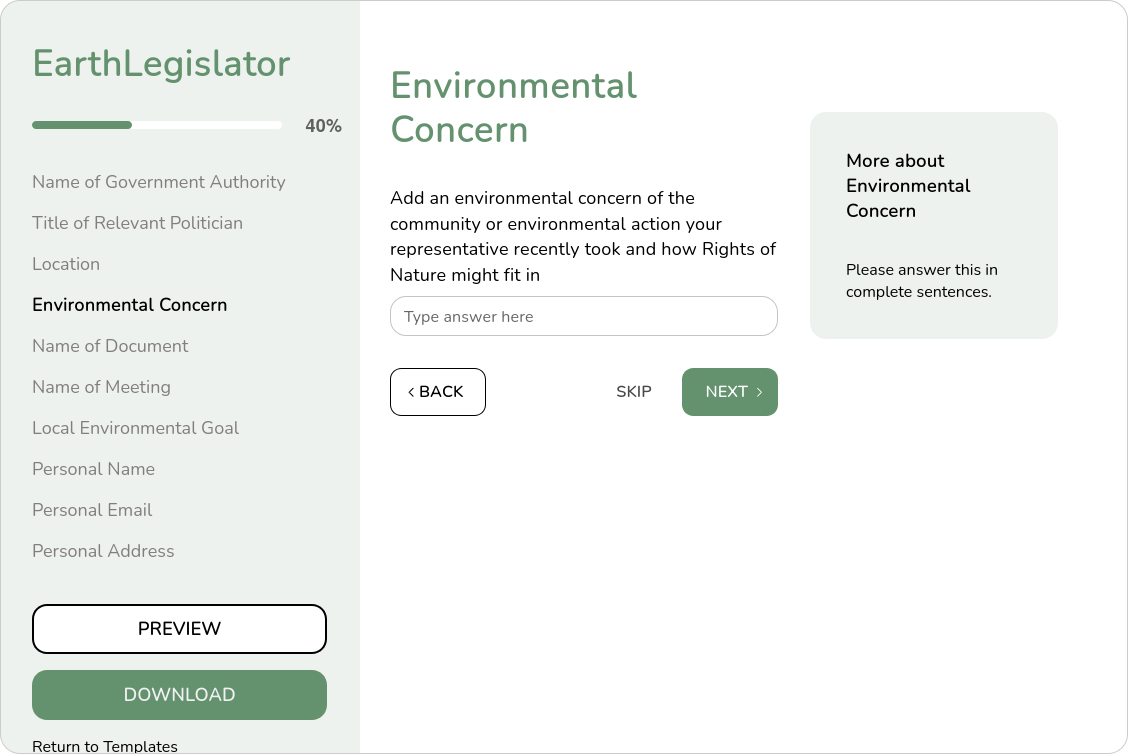 EarthLegislator
40%
Name of Government Authority
Title of Relevant Politician
Location
Environmental Concern
Name of Document
Name of Meeting
Local Environmental Goal
Personal Name
Personal Email
Personal Address
PREVIEW
DOWNLOAD
Return to Templates
Environmental
Concern
Add an environmental concern of the
community or environmental action your
representative recently took and how Rights of
Nature might fit in
Type answer here
BACK
SKIP
NEXT
More about
Environmental
Concern
Please answer this in
complete sentences.